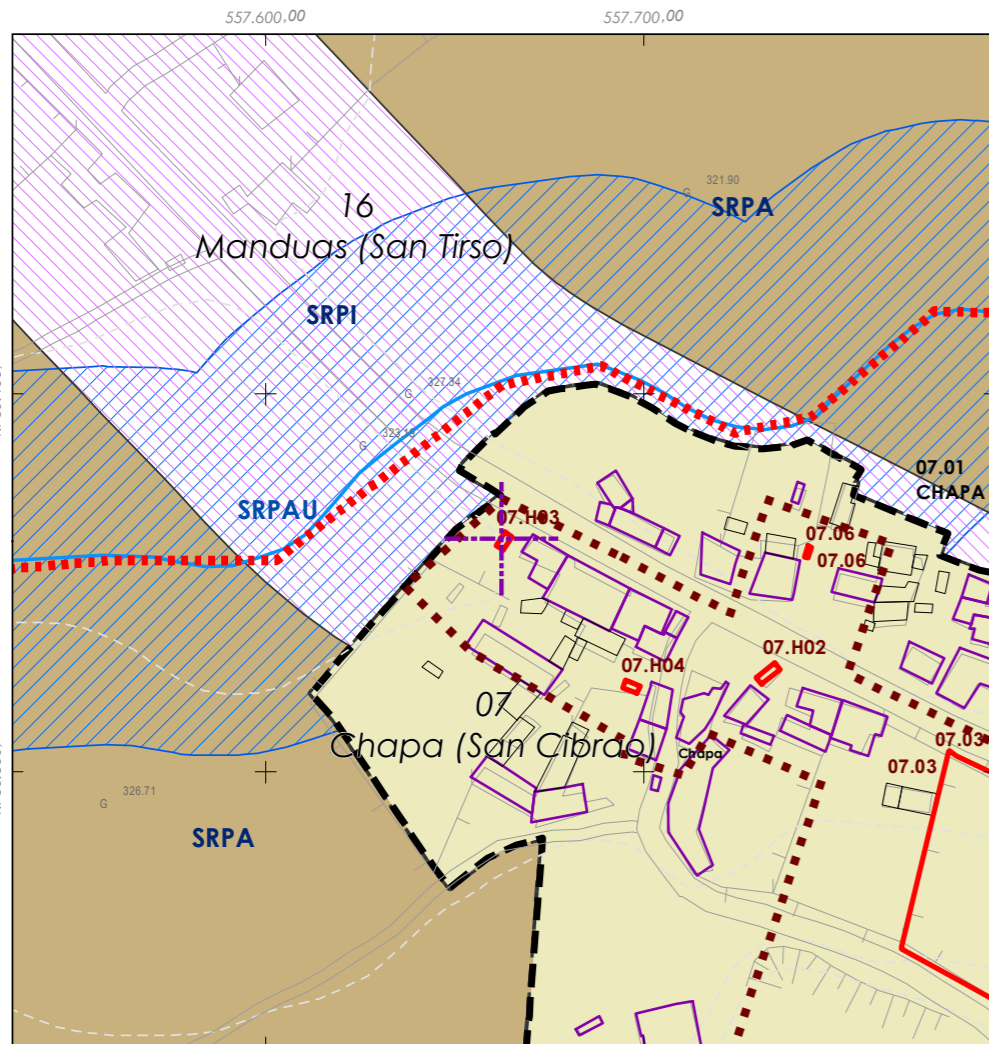 557.600,00
557.700,00
321.90
G
SRPA
16
Manduas (San Tirso)
SRPI
327.34
G
323.19
G
07.01
CHAPA
SRPAU
07.H03
07.06
07.06
07.H02
07.H04
07
Chapa (San Cibrao)
Chapa
07.03
07.03
326.71
G
SRPA